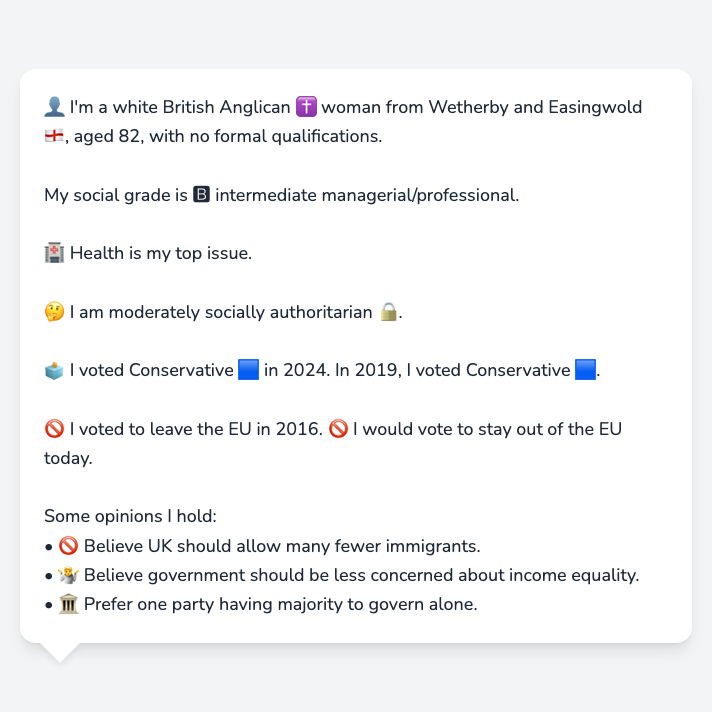 👤 I'm a white British Anglican ✝️ woman from Wetherby and Easingwold
🏴󠁧󠁢󠁥󠁮󠁧󠁿, aged 82, with no formal qualifications.
My social grade is 🅱 intermediate managerial/professional.
🏥 Health is my top issue.
🤔 I am moderately socially authoritarian 🔒.
🗳️ I voted Conservative 🟦 in 2024. In 2019, I voted Conservative 🟦.
🚫 I voted to leave the EU in 2016. 🚫 I would vote to stay out of the EU
today.
Some opinions I hold:
• 🚫 Believe UK should allow many fewer immigrants.
• 🤷 Believe government should be less concerned about income equality.
• 🏛️ Prefer one party having majority to govern alone.